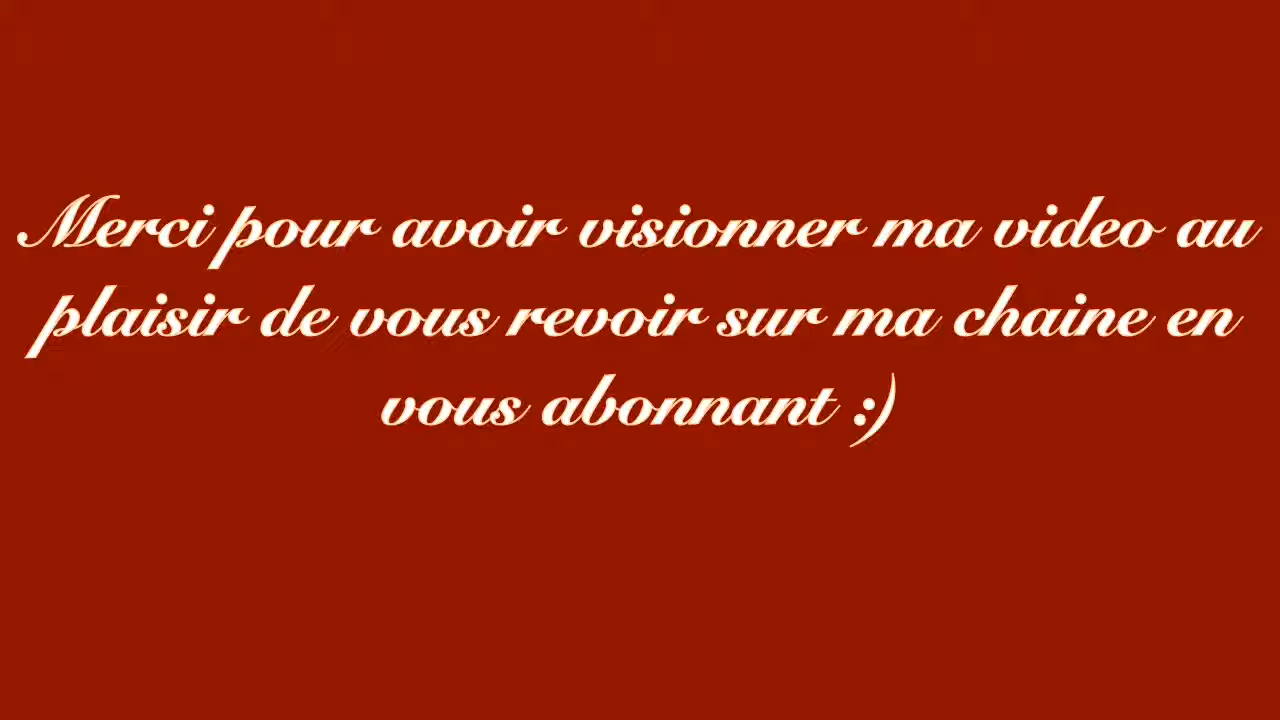 Merci pour avoir visionner ma video au
plaisir de vous revoir sur ma chaine en
vous abonnant :)